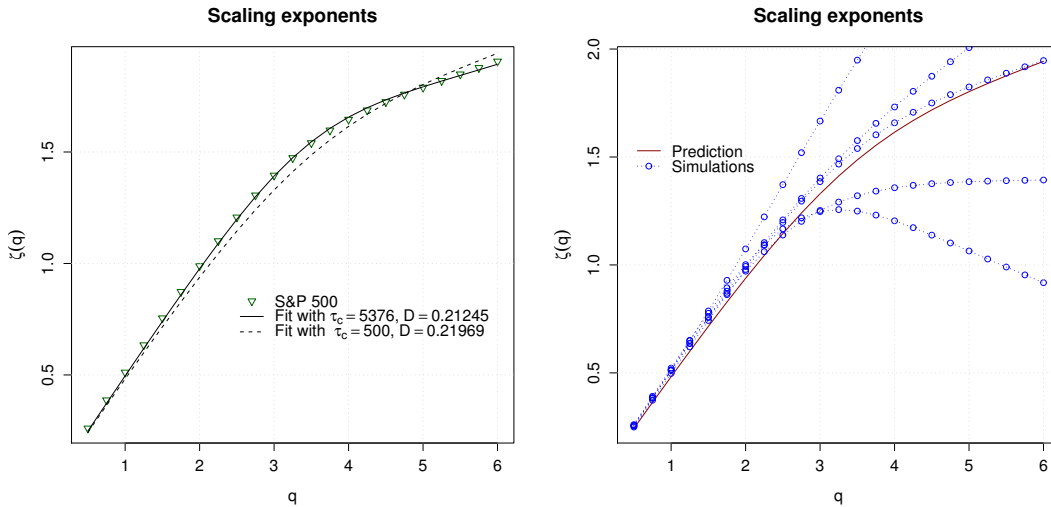 Scaling exponents
ζ(q)
0.5
1.0
1.5
S&P 500
Fit with τc = 5376, D = 0.21245
Fit with τc = 500, D = 0.21969
1 2 3 4 5 6
q
Scaling exponents
ζ(q)
0.5
1.0
1.5
2.0
Prediction
Simulations
1 2 3 4 5 6
q